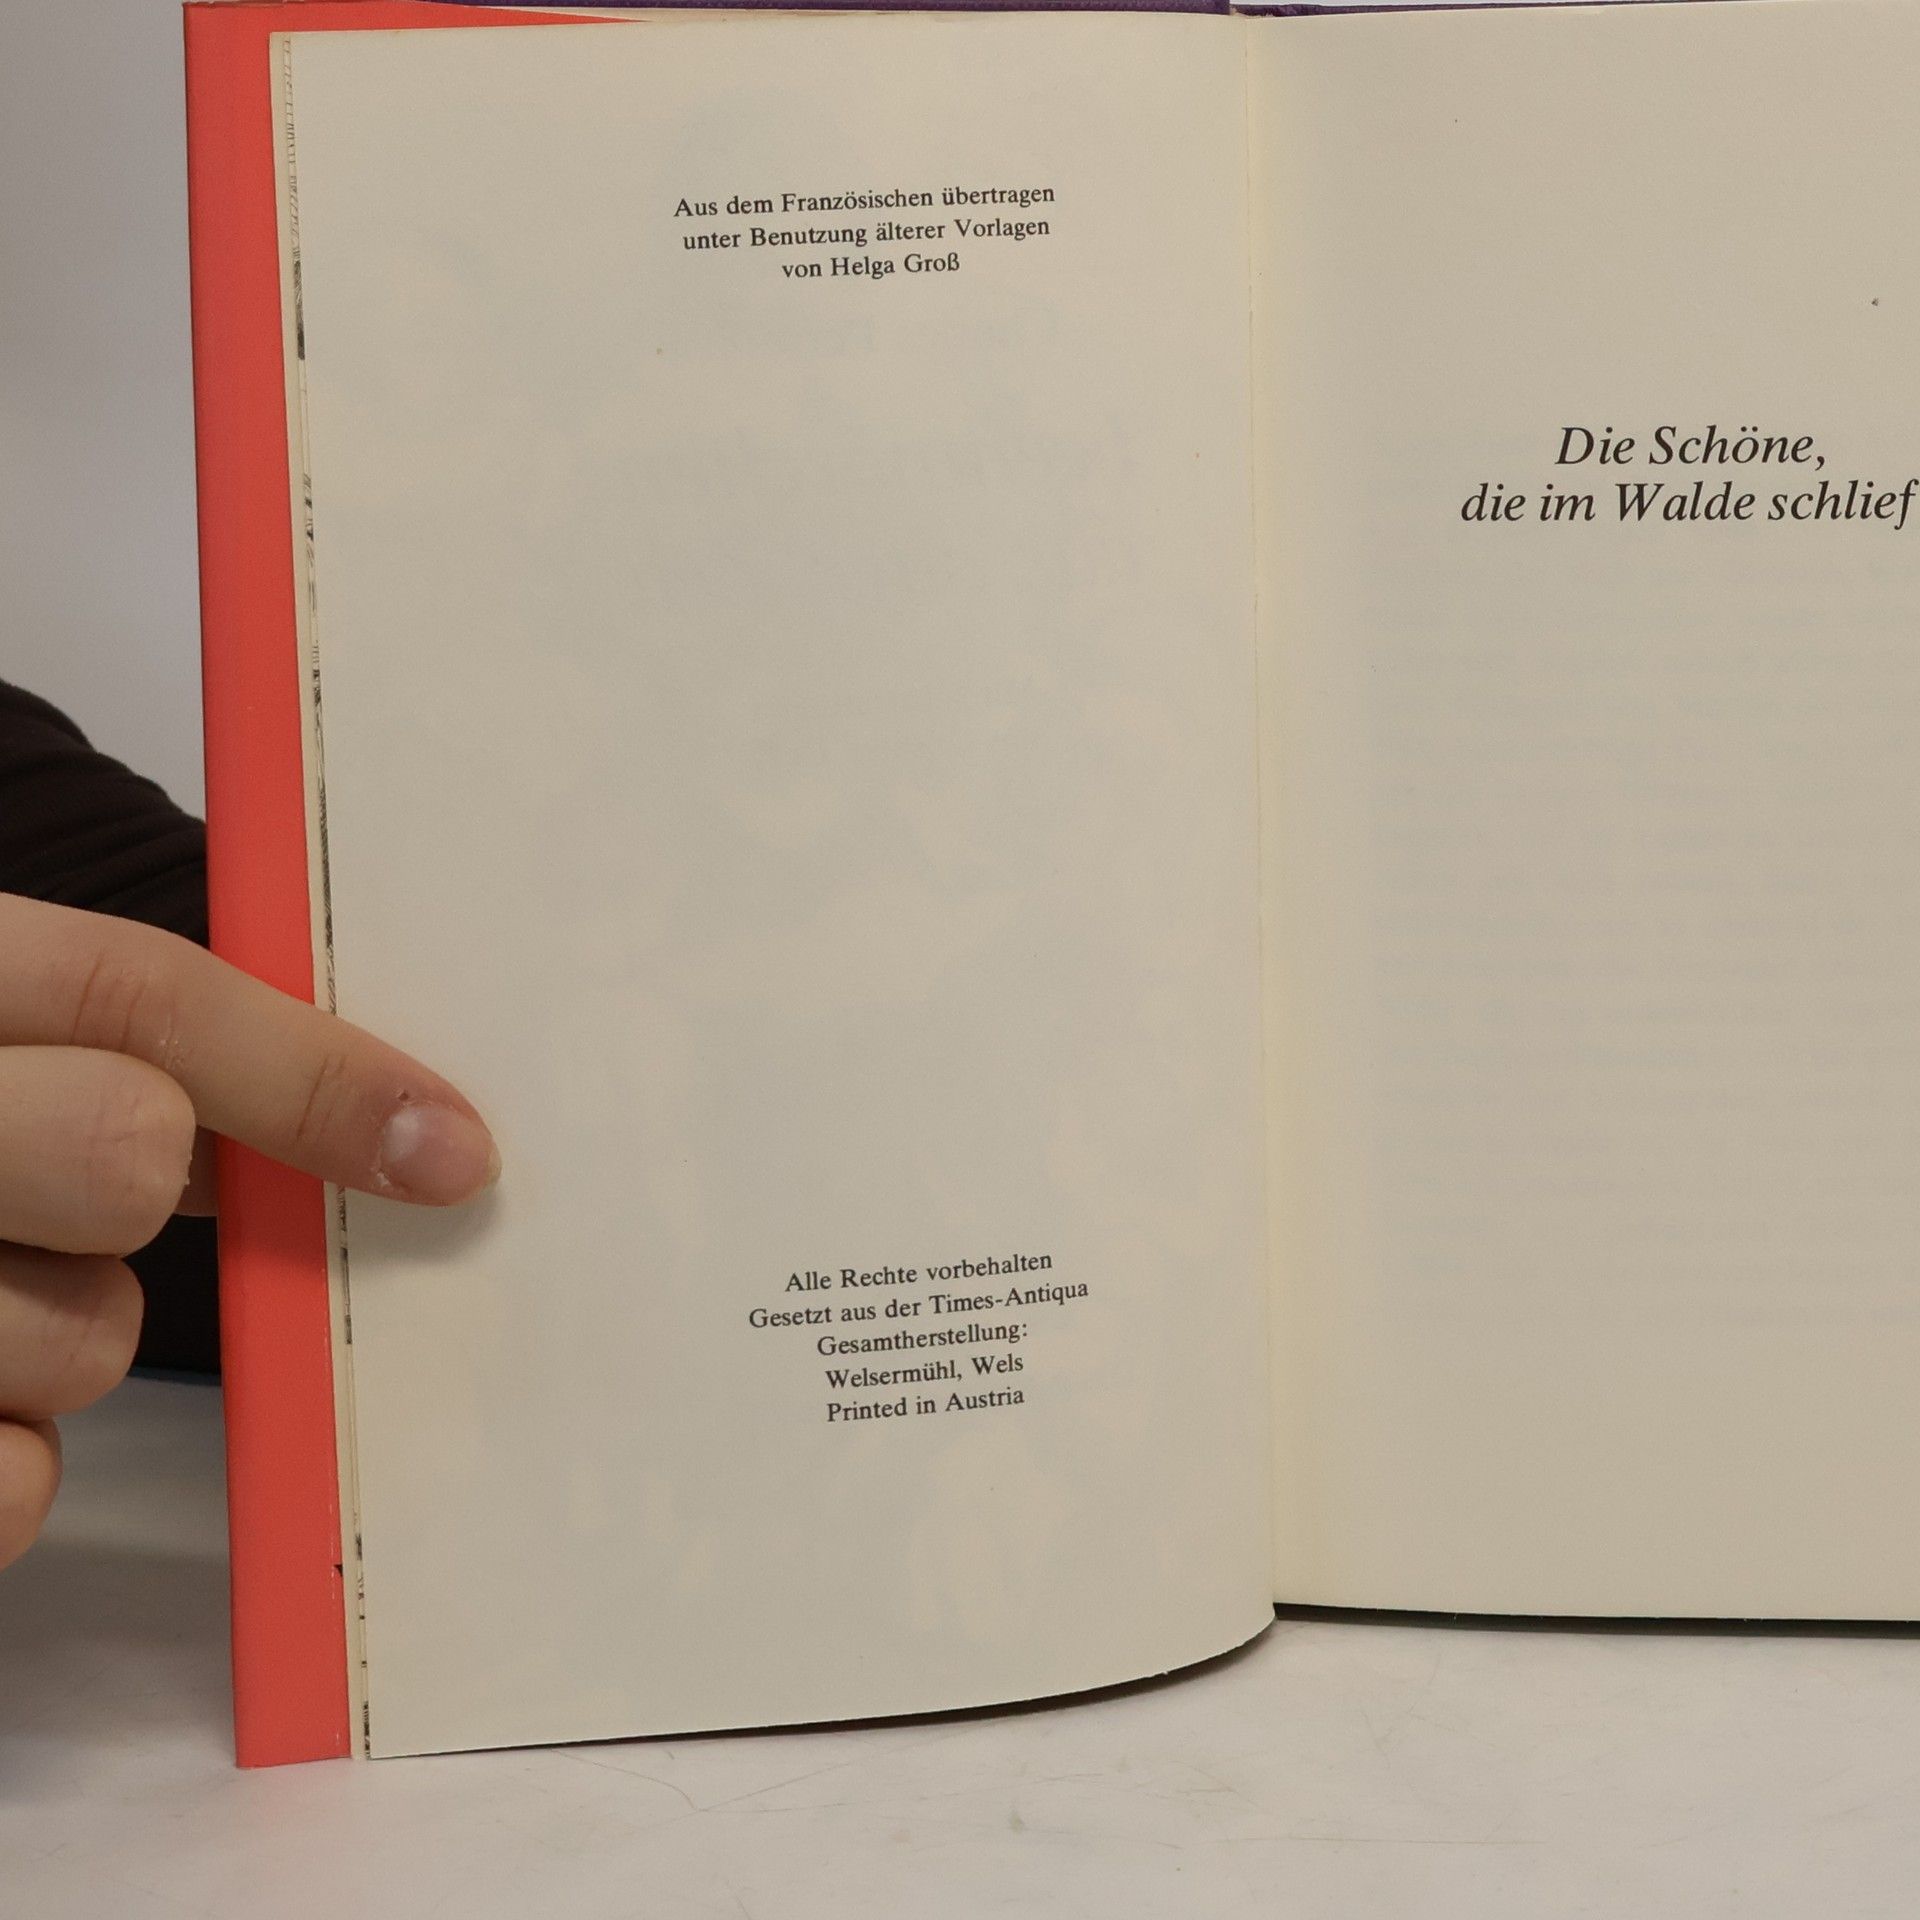 Aus dem Französischen übertragen
unter Benutzung älterer Vorlagen
von Helga Groß
Alle Rechte vorbehalten
Gesetzt aus der Times-Antiqua
Gesamtherstellung:
Welsermühl, Wels
Printed in Austria
Die Schöne,
die im Walde schlief